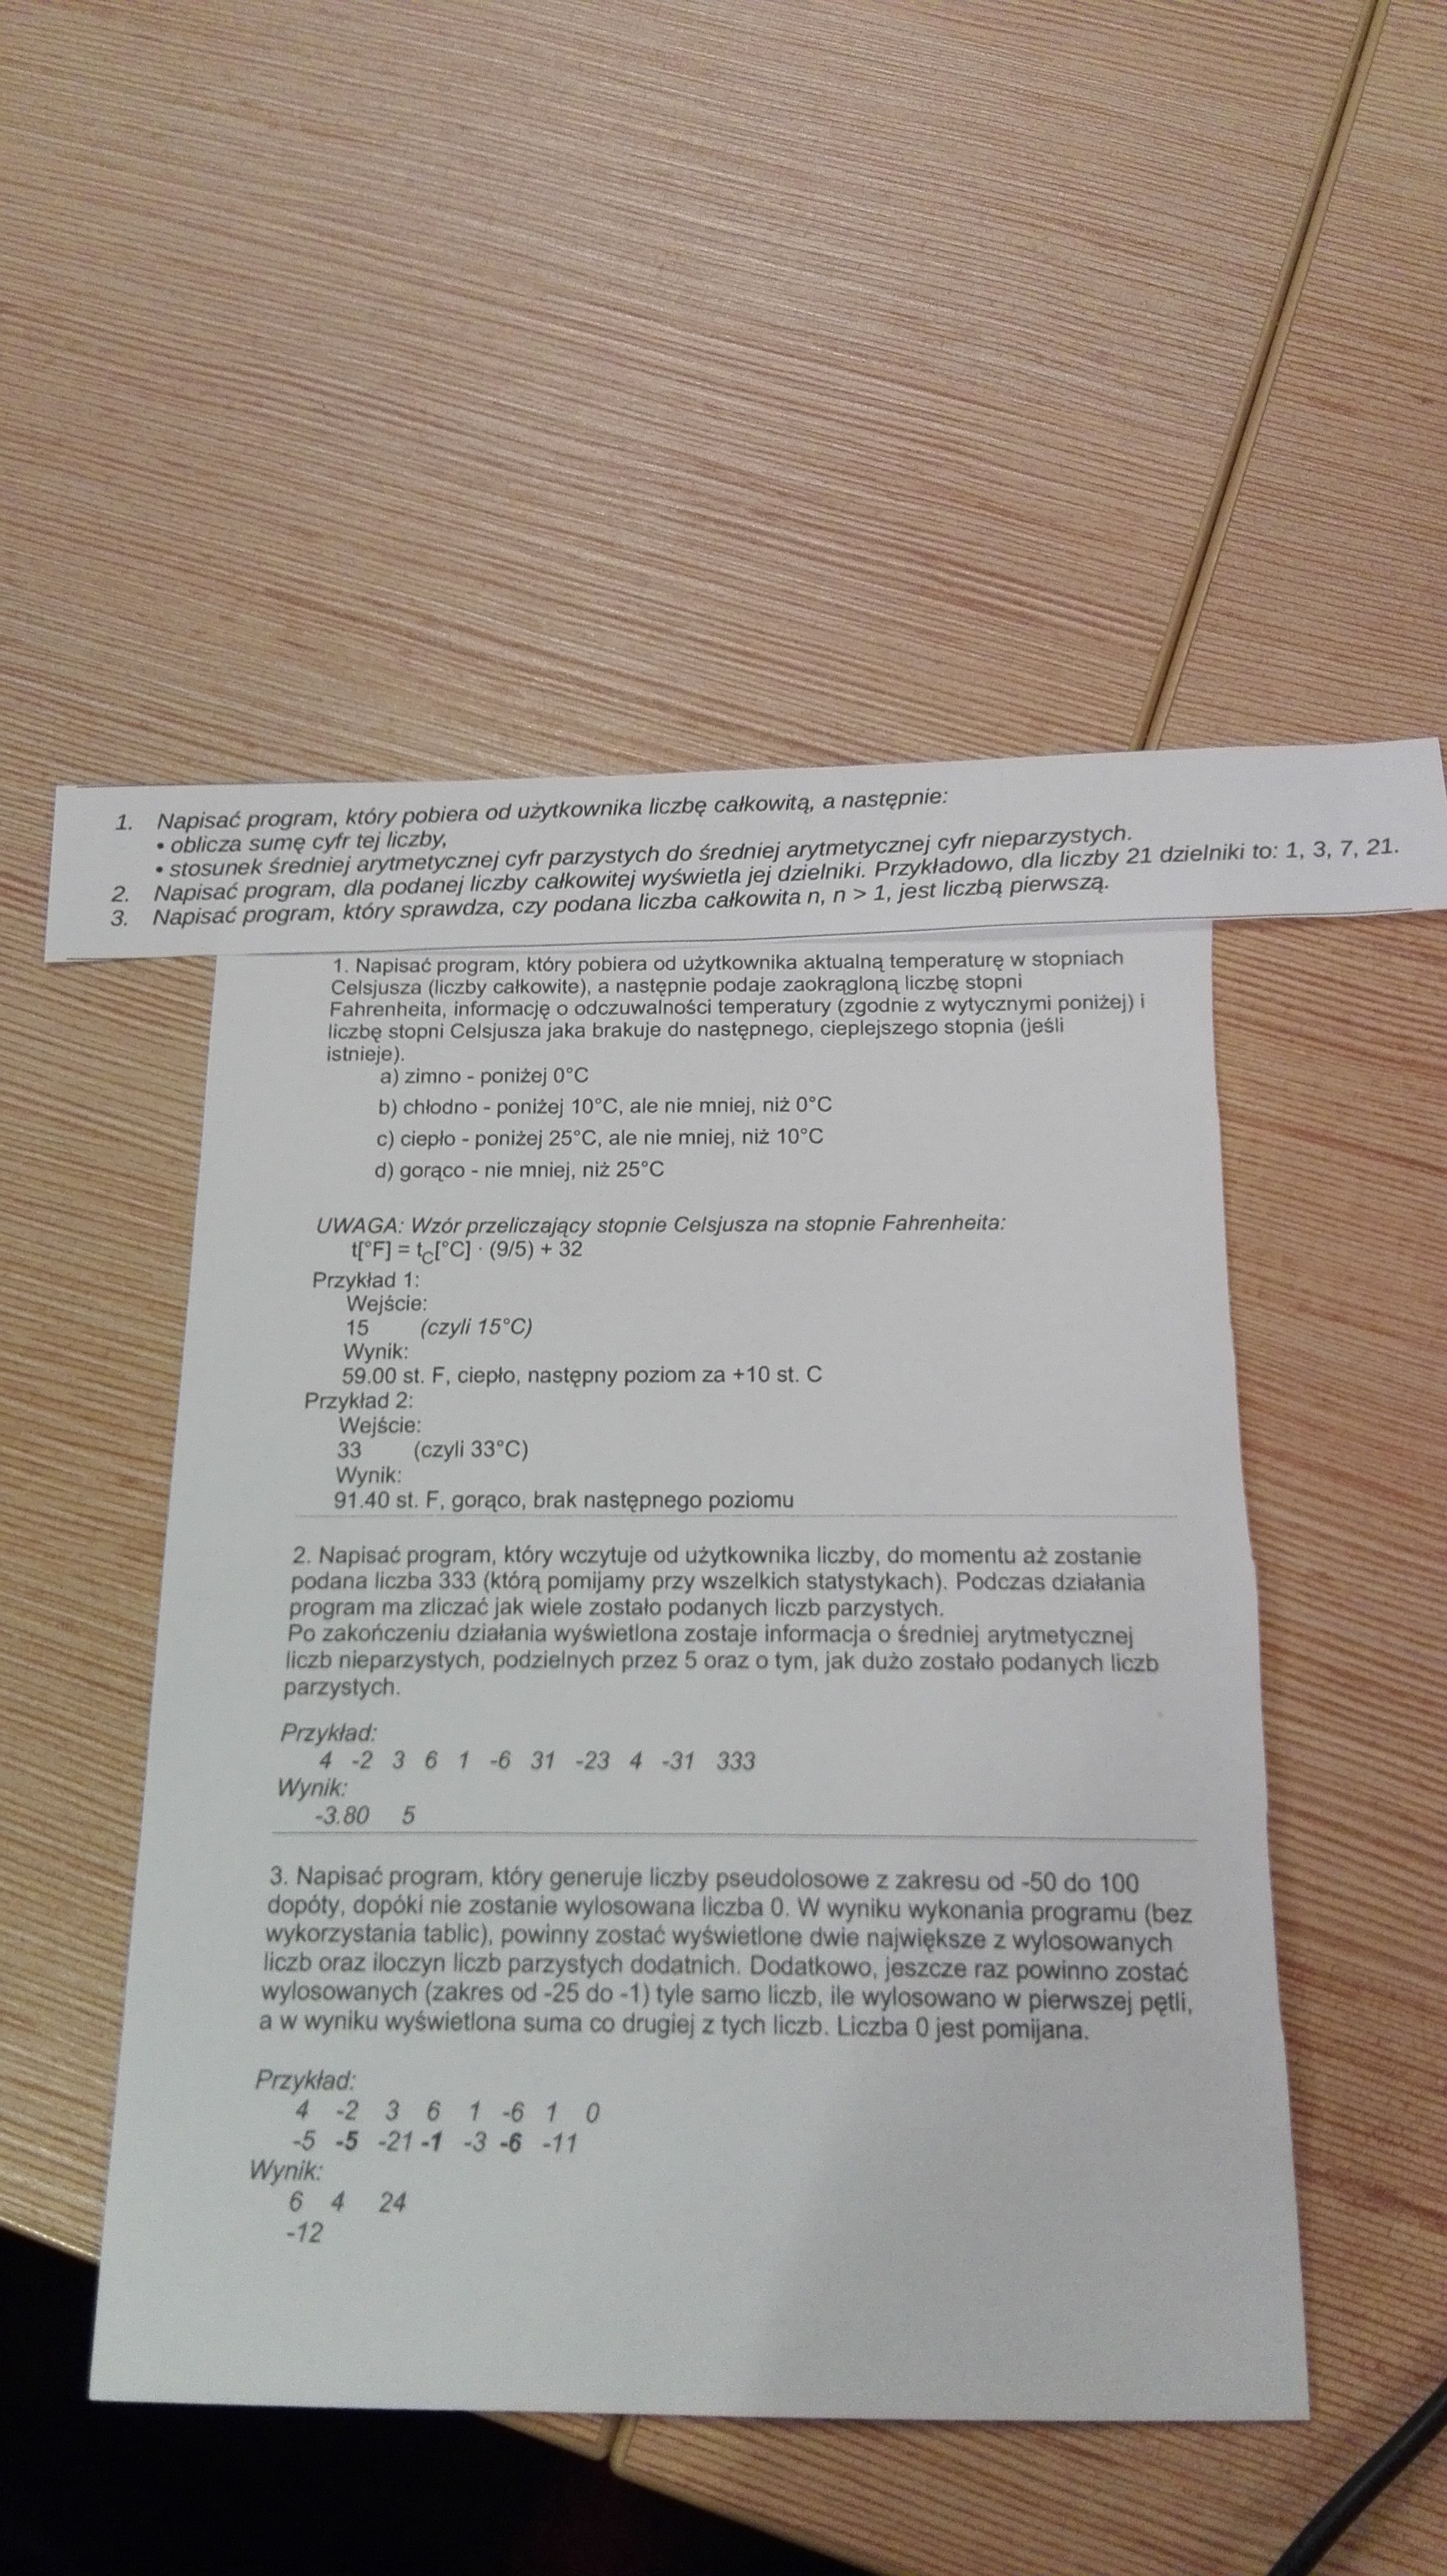 1. Napisać program, który pobiera od użytkownika liczbę całkowitą, a następnie:
• oblicza sumę cyfr tej liczby,
• stosunek średniej arytmetycznej cyfr parzystych do średniej arytmetycznej cyfr nieparzystych.
2. Napisać program, dla podanej liczby całkowitej wyświetla jej dzielniki. Przykładowo, dla liczby 21 dzielniki to: 1, 3, 7, 21.
3. Napisać program, który sprawdza, czy podana liczba całkowita n, n > 1, jest liczbą pierwszą.
1. Napisać program, który pobiera od użytkownika aktualną temperaturę w stopniach
Celsjusza (liczby całkowite), a następnie podaje zaokrągloną liczbę stopni
Fahrenheita, informację o odczuwalności temperatury (zgodnie z wytycznymi poniżej) i
liczbę stopni Celsjusza jaka brakuje do następnego, cieplejszego stopnia (jeśli
istnieje).
a) zimno - poniżej 0°C
b) chłodno - poniżej 10°C, ale nie mniej, niż 0°C
c) ciepło - poniżej 25°C, ale nie mniej, niż 10°C
d) gorąco - nie mniej, niż 25°C
UWAGA: Wzór przeliczający stopnie Celsjusza na stopnie Fahrenheita:
t[°F] = tC[°C] · (9/5) + 32
Przykład 1:
Wejście:
15 (czyli 15°C)
Wynik:
59.00 st. F, ciepło, następny poziom za +10 st. C
Przykład 2:
Wejście:
33 (czyli 33°C)
Wynik:
91.40 st. F, gorąco, brak następnego poziomu
2. Napisać program, który wczytuje od użytkownika liczby, do momentu aż zostanie
podana liczba 333 (którą pomijamy przy wszelkich statystykach). Podczas działania
program ma zliczać jak wiele zostało podanych liczb parzystych.
Po zakończeniu działania wyświetlona zostaje informacja o średniej arytmetycznej
liczb nieparzystych, podzielnych przez 5 oraz o tym, jak dużo zostało podanych liczb
parzystych.
Przykład:
4 -2 3 6 1 -6 31 -23 4 -31 333
Wynik:
-3.80 5
3. Napisać program, który generuje liczby pseudolosowe z zakresu od -50 do 100
dopóty, dopóki nie zostanie wylosowana liczba 0. W wyniku wykonania programu (bez
wykorzystania tablic), powinny zostać wyświetlone dwie największe z wylosowanych
liczb oraz iloczyn liczb parzystych dodatnich. Dodatkowo, jeszcze raz powinno zostać
wylosowanych (zakres od -25 do -1) tyle samo liczb, ile wylosowano w pierwszej pętli,
a w wyniku wyświetlona suma co drugiej z tych liczb. Liczba 0 jest pomijana.
Przykład:
4 -2 3 6 1 -6 1 0
-5 -5 -21 -1 -3 -6 -11
Wynik:
6 4 24
-12